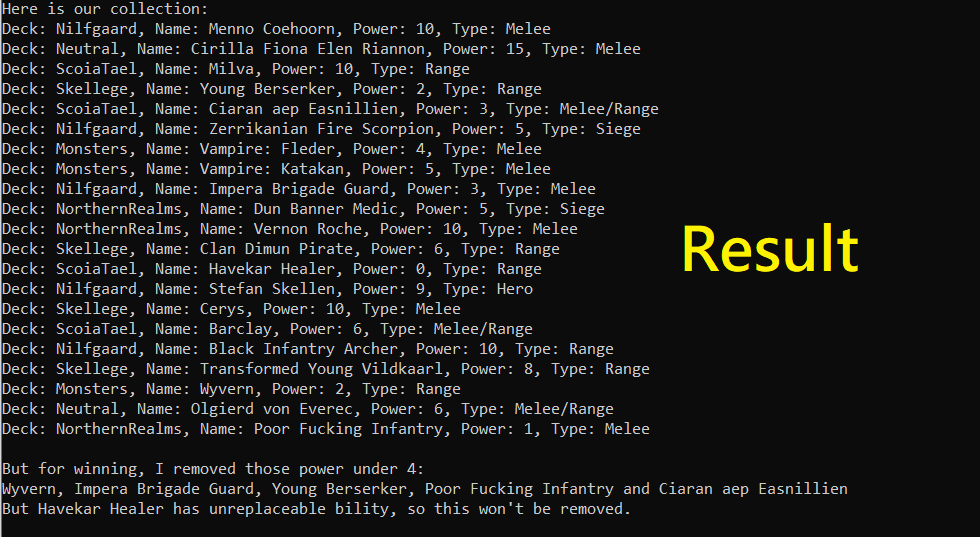 Here is our collection:
Deck: Nilfgaard, Name: Menno Coehoorn, Power: 10, Type: Melee
Deck: Neutral, Name: Cirilla Fiona Elen Riannon, Power: 15, Type: Melee
Deck: ScoiaTael, Name: Milva, Power: 10, Type: Range
Deck: Skellege, Name: Young Berserker, Power: 2, Type: Range
Deck: ScoiaTael, Name: Ciaran aep Easnillien, Power: 3, Type: Melee/Range
Deck: Nilfgaard, Name: Zerrikanian Fire Scorpion, Power: 5, Type: Siege
Deck: Monsters, Name: Vampire: Fleder, Power: 4, Type: Melee
Deck: Monsters, Name: Vampire: Katakan, Power: 5, Type: Melee
Deck: Nilfgaard, Name: Impera Brigade Guard, Power: 3, Type: Melee
Deck: NorthernRealms, Name: Dun Banner Medic, Power: 5, Type: Siege
Deck: NorthernRealms, Name: Vernon Roche, Power: 10, Type: Melee
Deck: Skellege, Name: Clan Dimun Pirate, Power: 6, Type: Range
Deck: ScoiaTael, Name: Havekar Healer, Power: 0, Type: Range
Deck: Nilfgaard, Name: Stefan Skellen, Power: 9, Type: Hero
Deck: Skellege, Name: Cerys, Power: 10, Type: Melee
Deck: ScoiaTael, Name: Barclay, Power: 6, Type: Melee/Range
Deck: Nilfgaard, Name: Black Infantry Archer, Power: 10, Type: Range
Deck: Skellege, Name: Transformed Young Vildkaarl, Power: 8, Type: Range
Deck: Monsters, Name: Wyvern, Power: 2, Type: Range
Deck: Neutral, Name: Olgierd von Everec, Power: 6, Type: Melee/Range
Deck: NorthernRealms, Name: Poor Fucking Infantry, Power: 1, Type: Melee
But for winning, I removed those power under 4:
Wyvern, Impera Brigade Guard, Young Berserker, Poor Fucking Infantry and Ciaran aep Easnillien
But Havekar Healer has unreplaceable bility, so this won't be removed.
Result